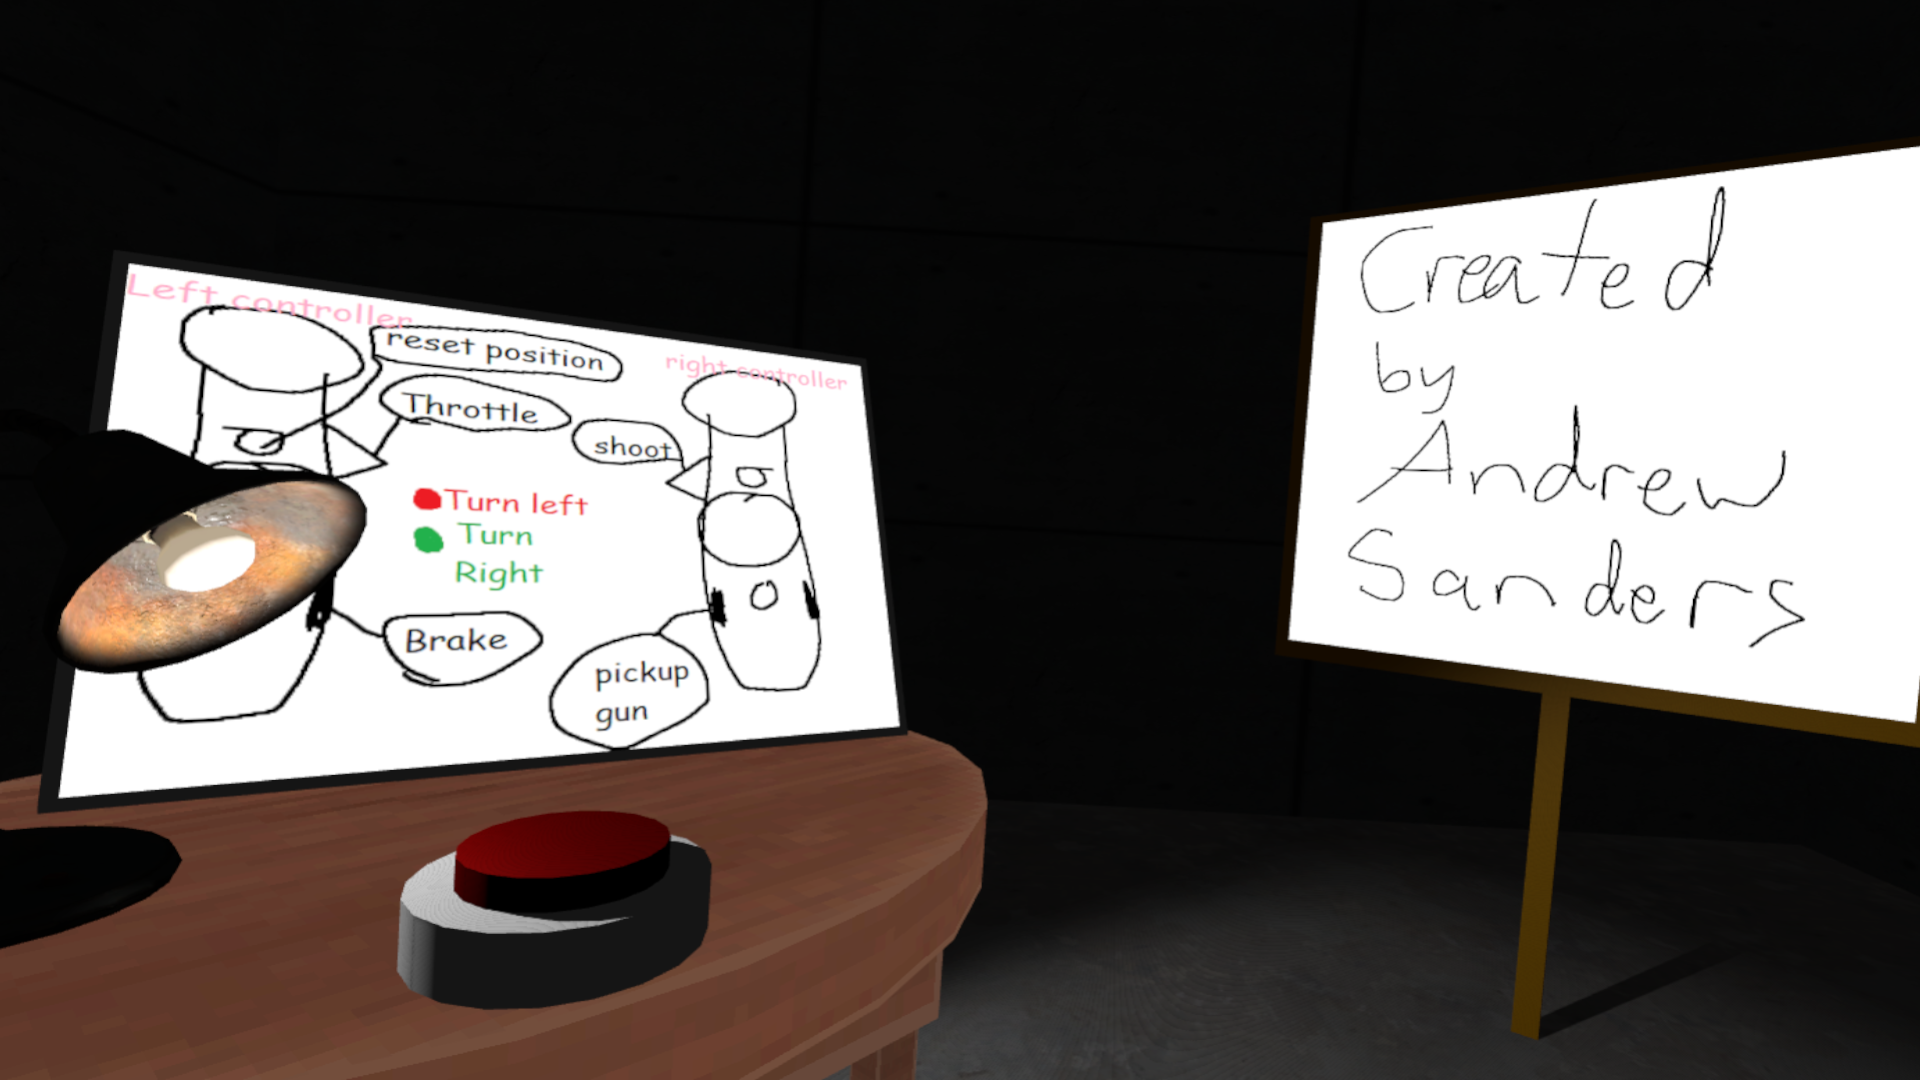 Left controller
reset position
right controller
Throttle
shoot
Turn left
Turn
Right
Brake
pickup
gun
Created
by
Andrew
Sanders